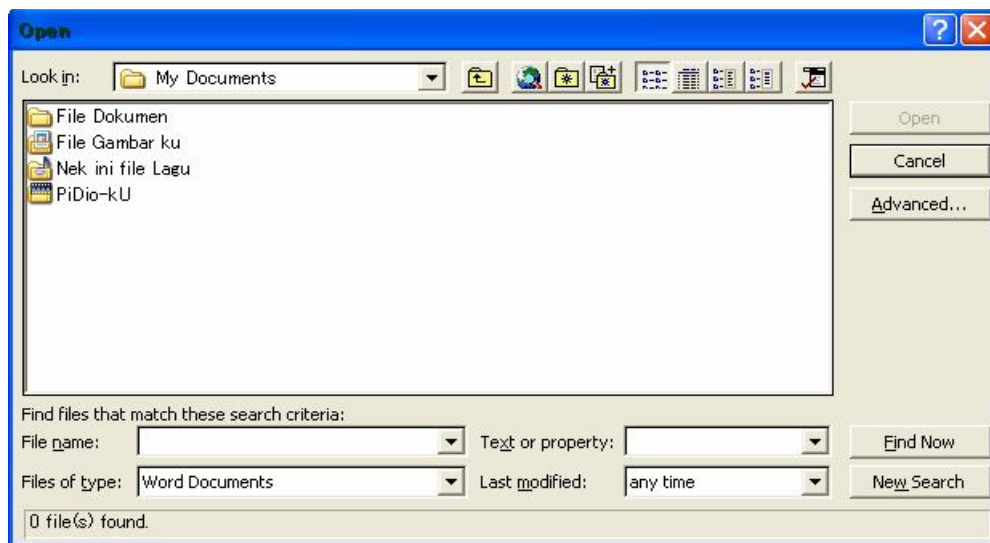 Open
Look in: My Documents
File Dokumen
File Gambar ku
Nek ini file Lagu
PiDio-kU
Open
Cancel
Advanced...
Find files that match these search criteria:
File name: Text or property: Find Now
Files of type: Word Documents Last modified: any time New Search
0 file(s) found.